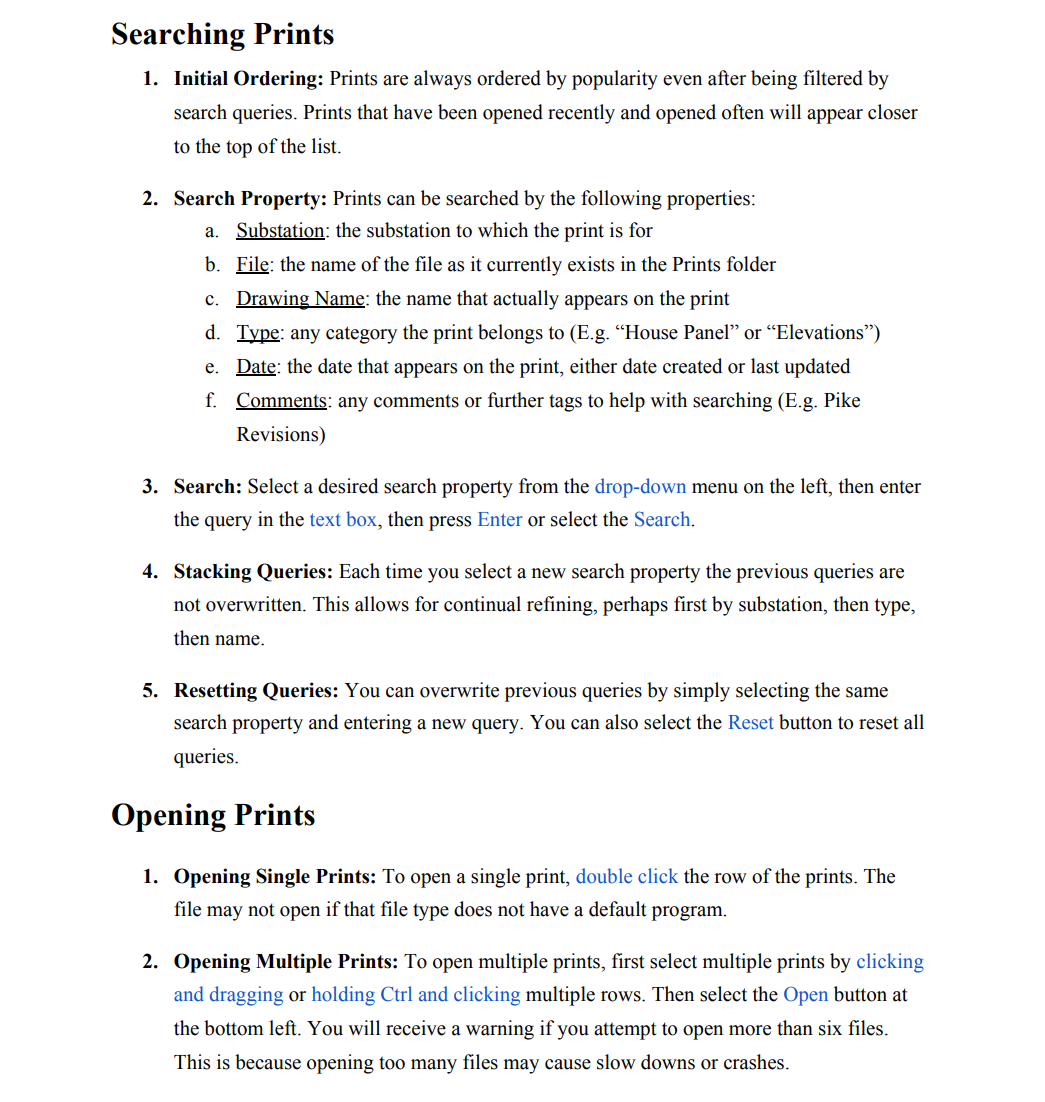 Searching Prints
1. Initial Ordering: Prints are always ordered by popularity even after being filtered by
search queries. Prints that have been opened recently and opened often will appear closer
to the top of the list.
2. Search Property: Prints can be searched by the following properties:
a. Substation: the substation to which the print is for
b. File: the name of the file as it currently exists in the Prints folder
c. Drawing Name: the name that actually appears on the print
d. Type: any category the print belongs to (E.g. “House Panel” or “Elevations”)
e. Date: the date that appears on the print, either date created or last updated
f. Comments: any comments or further tags to help with searching (E.g. Pike
Revisions)
3. Search: Select a desired search property from the drop-down menu on the left, then enter
the query in the text box, then press Enter or select the Search.
4. Stacking Queries: Each time you select a new search property the previous queries are
not overwritten. This allows for continual refining, perhaps first by substation, then type,
then name.
5. Resetting Queries: You can overwrite previous queries by simply selecting the same
search property and entering a new query. You can also select the Reset button to reset all
queries.
Opening Prints
1. Opening Single Prints: To open a single print, double click the row of the prints. The
file may not open if that file type does not have a default program.
2. Opening Multiple Prints: To open multiple prints, first select multiple prints by clicking
and dragging or holding Ctrl and clicking multiple rows. Then select the Open button at
the bottom left. You will receive a warning if you attempt to open more than six files.
This is because opening too many files may cause slow downs or crashes.